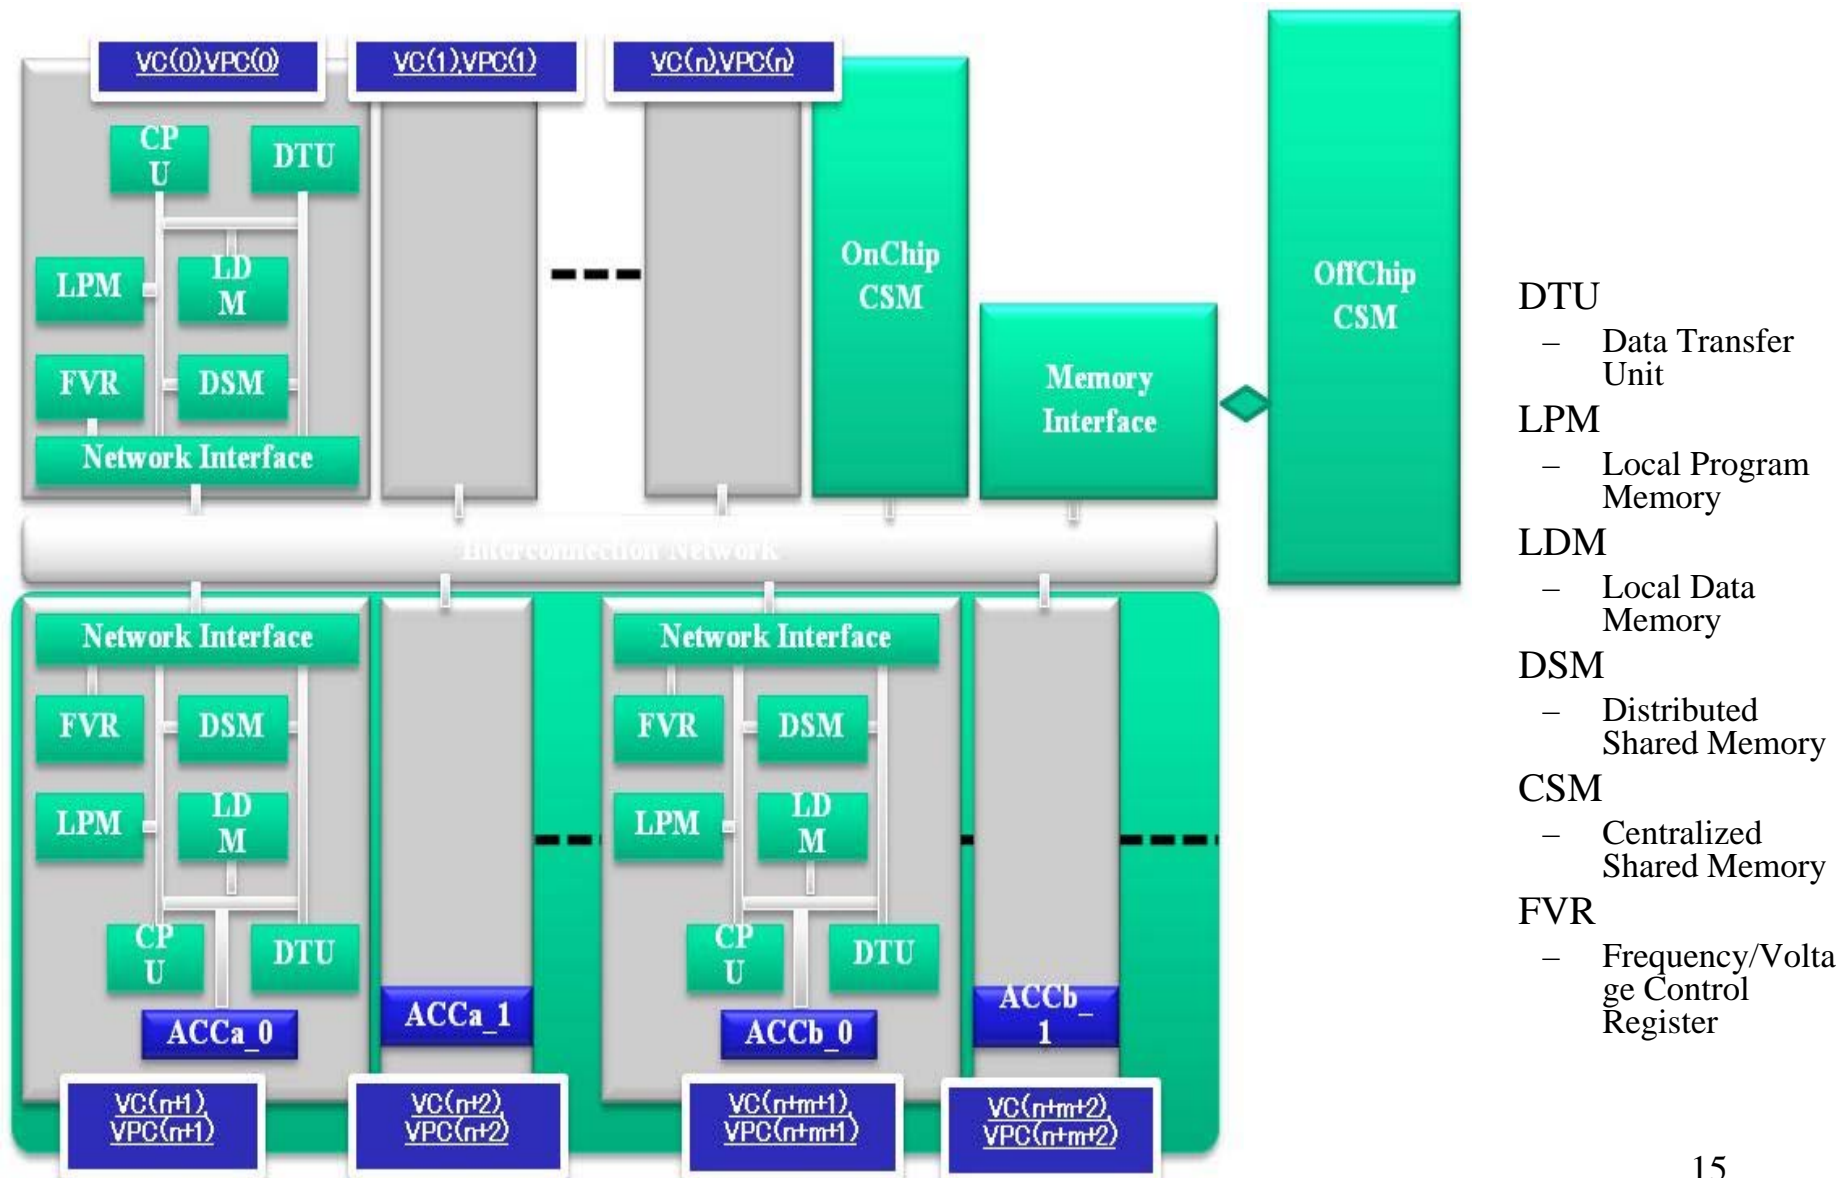 VC(0),VPC(0)
VC(1),VPC(1)
VC(n),VPC(n)
CP
U
DTU
LPM
LD
M
FVR
DSM
Network Interface
OnChip
CSM
Memory
Interface
OffChip
CSM
Interconnection Network
Network Interface
FVR
DSM
LPM
LD
M
CP
U
DTU
ACCa_0
ACCa_1
Network Interface
FVR
DSM
LPM
LD
M
CP
U
DTU
ACCb_0
ACCb_
1
VC(n+1),
VPC(n+1)
VC(n+2),
VPC(n+2)
VC(n+m+1),
VPC(n+m+1)
VC(n+m+2),
VPC(n+m+2)
DTU
– Data Transfer
Unit
LPM
– Local Program
Memory
LDM
– Local Data
Memory
DSM
– Distributed
Shared Memory
CSM
– Centralized
Shared Memory
FVR
– Frequency/Volta
ge Control
Register
15